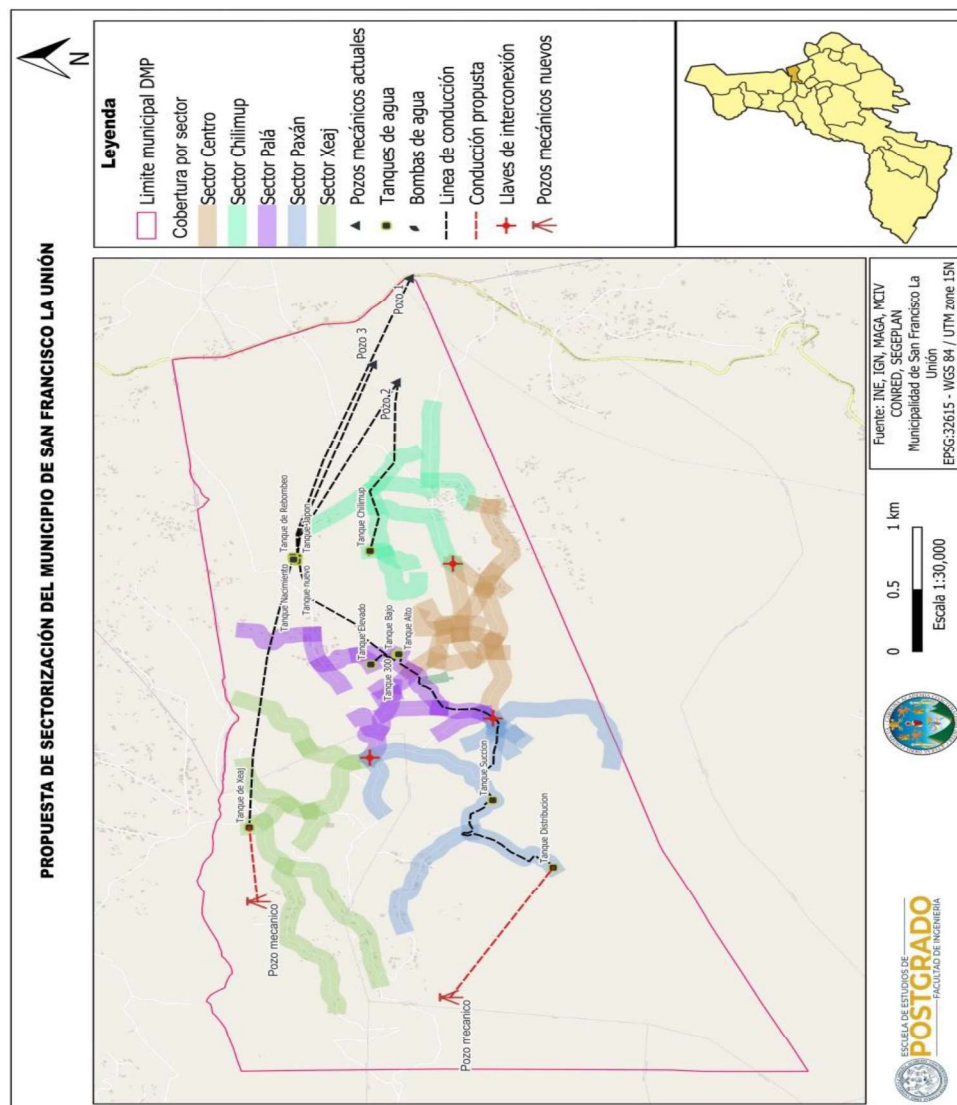 PROPUESTA DE SECTORIZACIÓN DEL MUNICIPIO DE SAN FRANCISCO LA UNIÓN
N
Leyenda
Limite municipal DMP
Cobertura por sector
Sector Centro
Sector Chilimup
Sector Palá
Sector Paxán
Sector Xeaj
Pozos mecánicos actuales
Tanques de agua
Bombas de agua
Linea de conducción
Conducción propusta
Llaves de interconexión
Pozos mecánicos nuevos
Pozo 1
Pozo 3
Pozo 2
Tanque de Rebombeo
Tanque Japon
Tanque Nacimiento
Tanque nuevo
Tanque Chilimup
Tanque Elevado
Tanque Bajo
Tanque 300
Tanque Alto
Tanque de Xeaj
Tanque Succion
Tanque Distribucion
Pozo mecanico
Pozo mecanico
ESCUELA DE ESTUDIOS DE
POSTGRADO
FACULTAD DE INGENIERÍA
0 0.5 1 km
Escala 1:30,000
Fuente: INE, IGN, MAGA, MCIV
CONRED, SEGEPLAN
Municipalidad de San Francisco La
Unión
EPSG:32615 - WGS 84 / UTM zone 15N